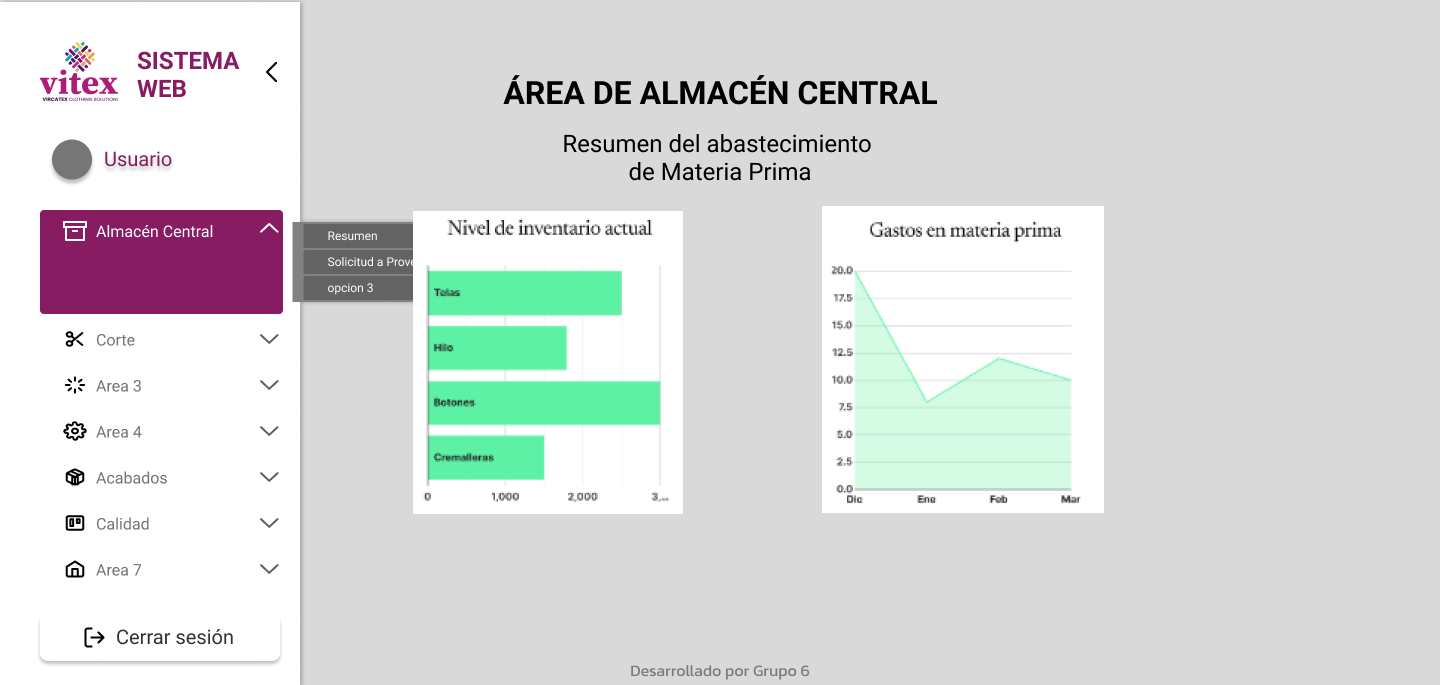 vitex
VIRCATEX CLOTHING SOLUTIONS
SISTEMA
WEB
Usuario
Almacén Central
Resumen
Solicitud a Prove
opcion 3
Corte
Area 3
Area 4
Acabados
Calidad
Area 7
Cerrar sesión
ÁREA DE ALMACÉN CENTRAL
Resumen del abastecimiento
de Materia Prima
Nivel de inventario actual
Telas
Hilo
Botones
Cremalleras
0 1,000 2,000 3,...
Gastos en materia prima
20.0
17.5
15.0
12.5
10.0
7.5
5.0
2.5
0.0
Dic Ene Feb Mar
Desarrollado por Grupo 6